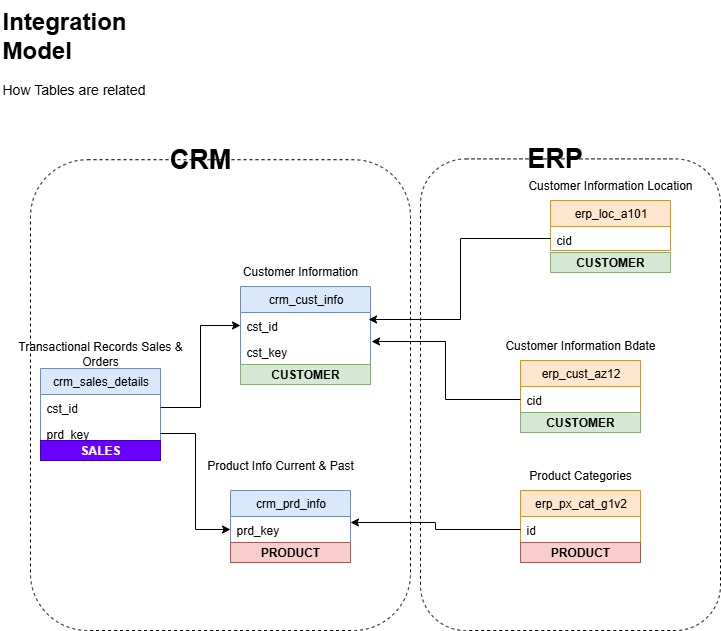 Integration
Model
How Tables are related
CRM
ERP
Customer Information Location
erp_loc_a101
cid
CUSTOMER
Customer Information
crm_cust_info
cst_id
cst_key
CUSTOMER
Transactional Records Sales &
Orders
crm_sales_details
cst_id
prd_key
SALES
Customer Information Bdate
erp_cust_az12
cid
CUSTOMER
Product Info Current & Past
crm_prd_info
prd_key
PRODUCT
Product Categories
erp_px_cat_g1v2
id
PRODUCT